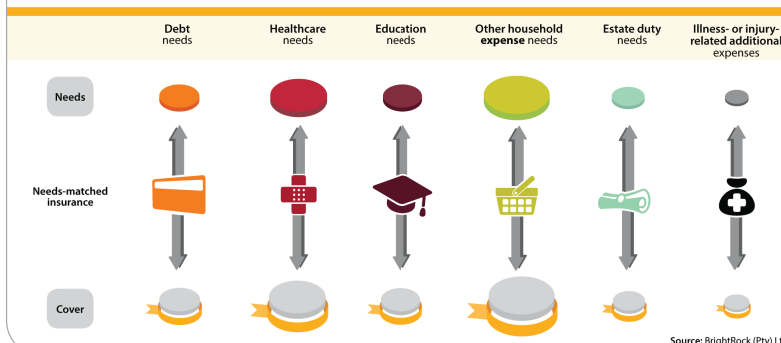 Debt
needs
Healthcare
needs
Education
needs
Other household
expense needs
Estate duty
needs
Illness- or injury-
related additional
expenses
Needs
Needs-matched
insurance
Cover
Source: BrightRock (Pty) Lt